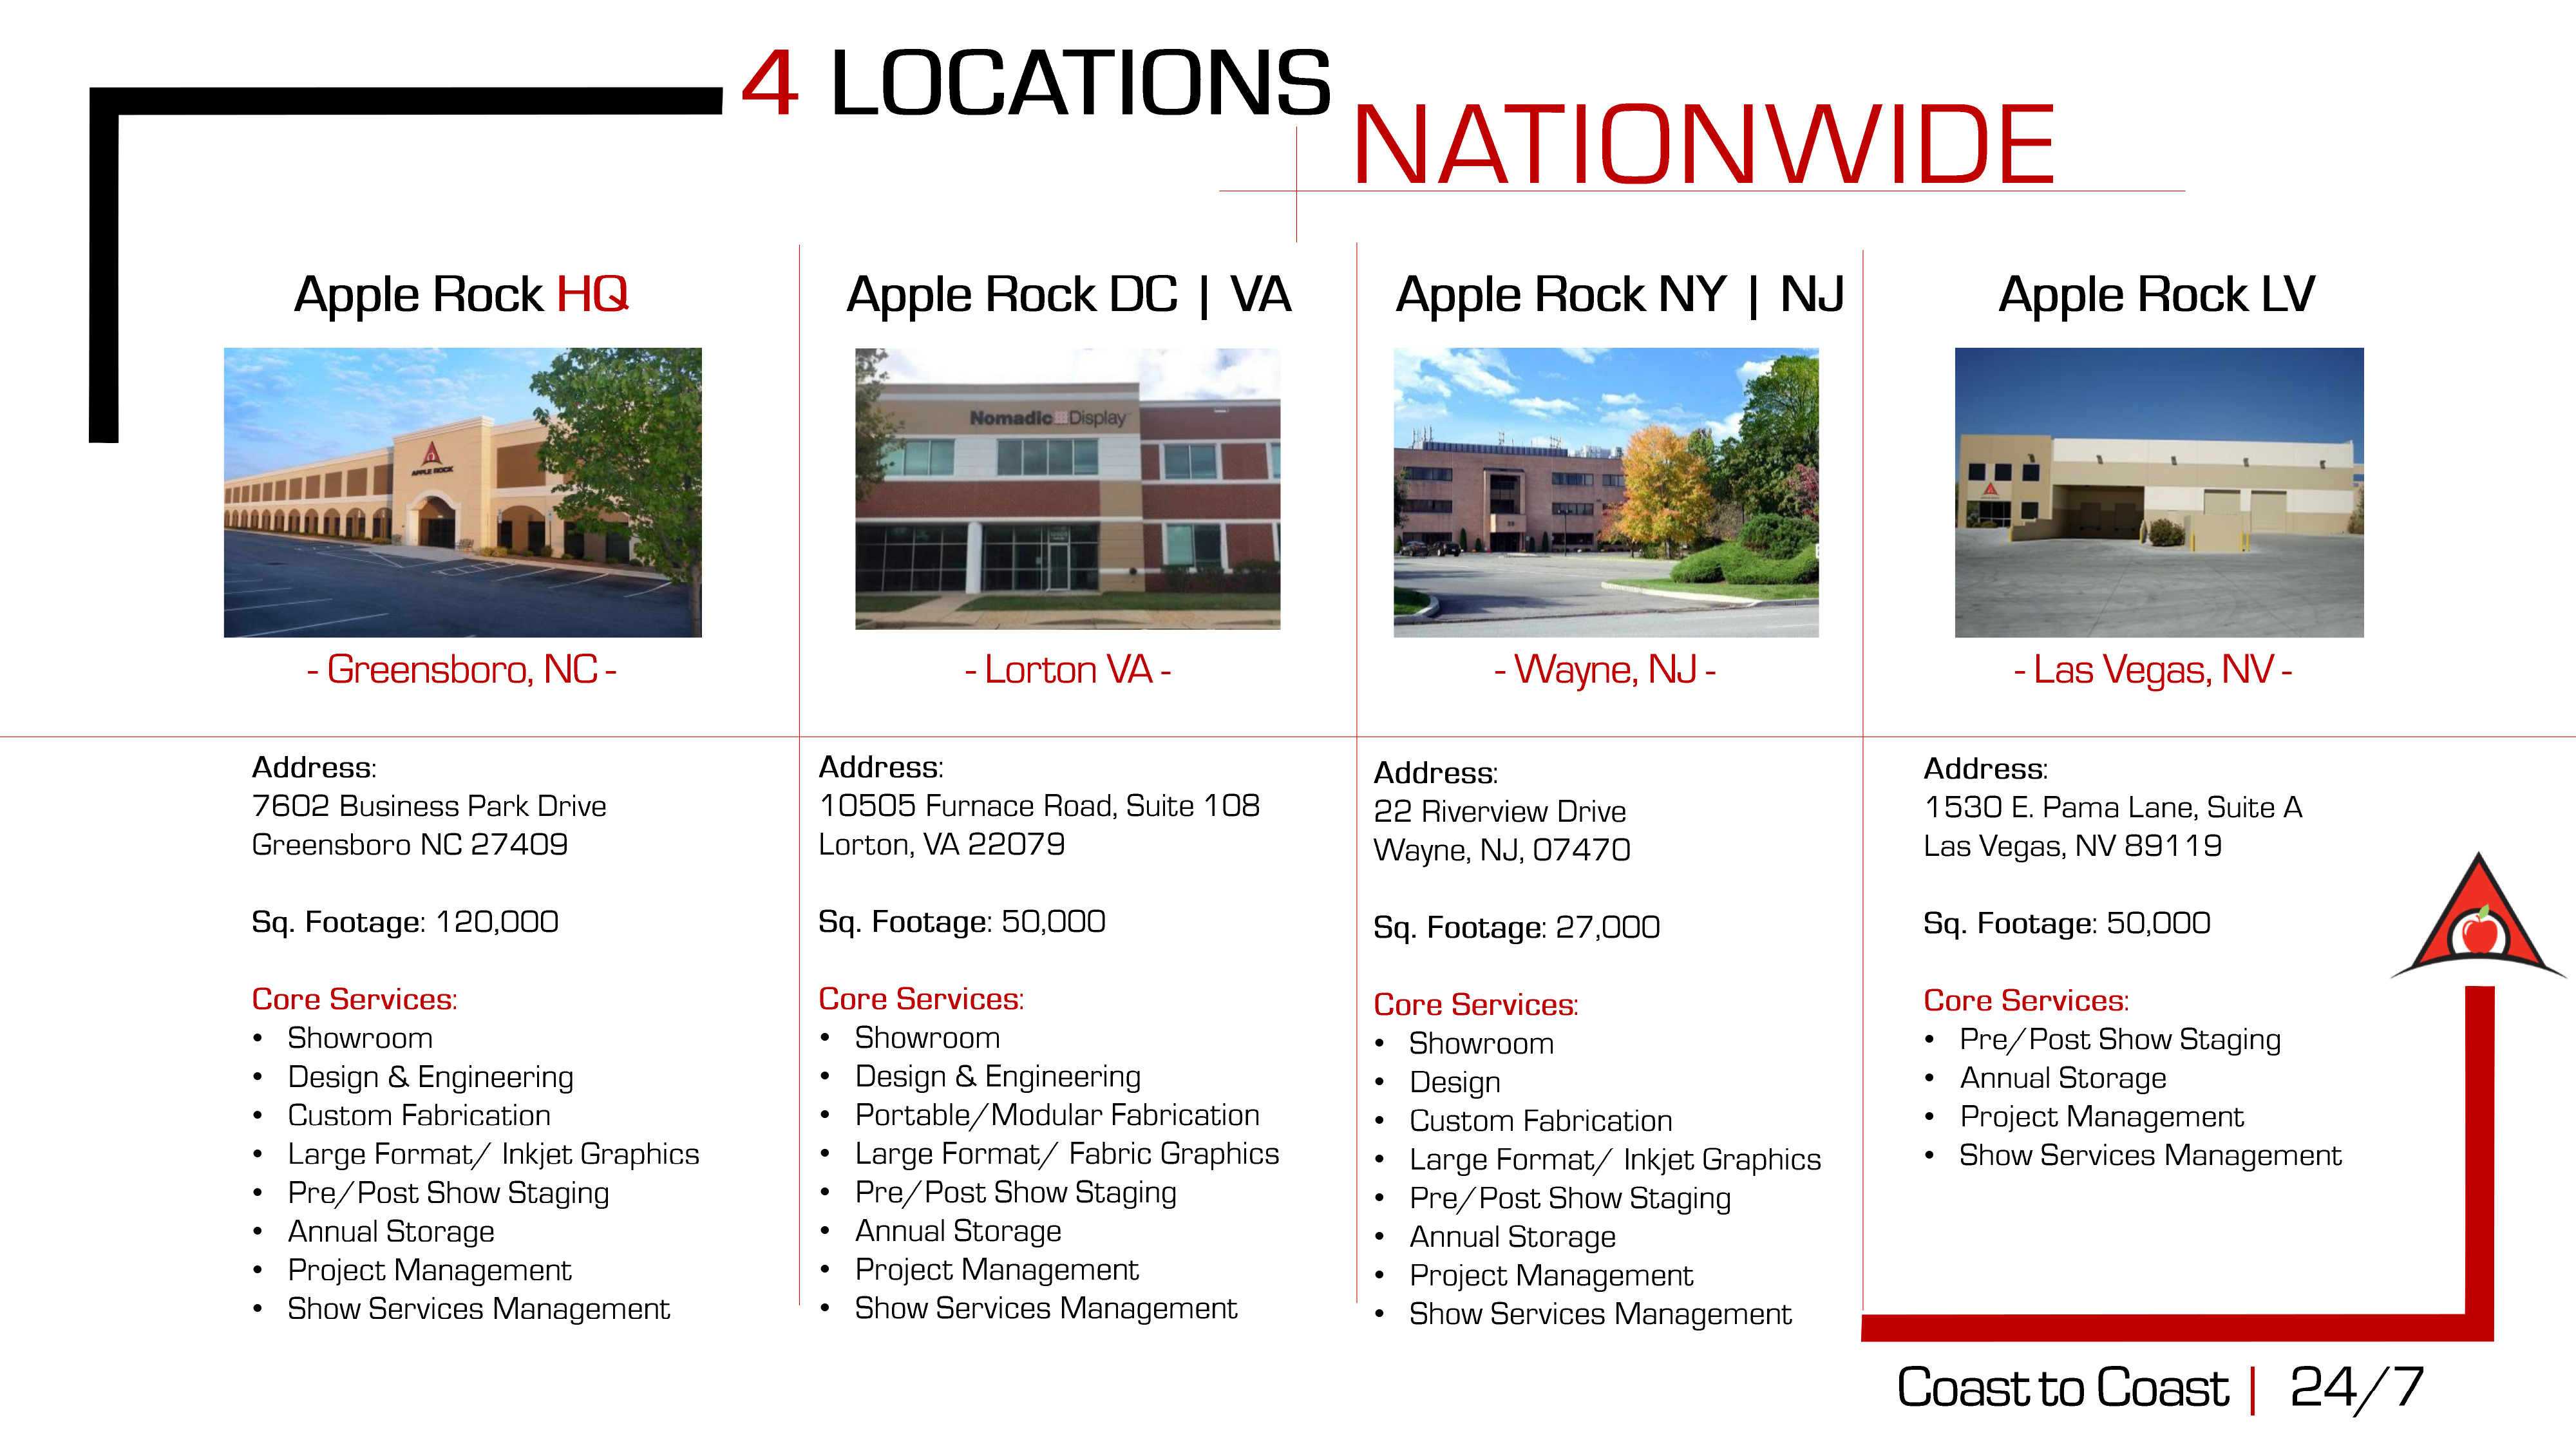 4 LOCATIONS
NATIONWIDE
Apple Rock HQ
APPLE ROCK
- Greensboro, NC -
Address:
7602 Business Park Drive
Greensboro NC 27409
Sq. Footage: 120,000
Core Services:
• Showroom
• Design & Engineering
• Custom Fabrication
• Large Format/ Inkjet Graphics
• Pre/Post Show Staging
• Annual Storage
• Project Management
• Show Services Management
Apple Rock DC | VA
Nomadic Display
- Lorton VA -
Address:
10505 Furnace Road, Suite 108
Lorton, VA 22079
Sq. Footage: 50,000
Core Services:
• Showroom
• Design & Engineering
• Portable/Modular Fabrication
• Large Format/ Fabric Graphics
• Pre/Post Show Staging
• Annual Storage
• Project Management
• Show Services Management
Apple Rock NY | NJ
- Wayne, NJ -
Address:
22 Riverview Drive
Wayne, NJ, 07470
Sq. Footage: 27,000
Core Services:
• Showroom
• Design
• Custom Fabrication
• Large Format/ Inkjet Graphics
• Pre/Post Show Staging
• Annual Storage
• Project Management
• Show Services Management
Apple Rock LV
- Las Vegas, NV -
Address:
1530 E. Pama Lane, Suite A
Las Vegas, NV 89119
Sq. Footage: 50,000
Core Services:
• Pre/Post Show Staging
• Annual Storage
• Project Management
• Show Services Management
Coast to Coast | 24/7